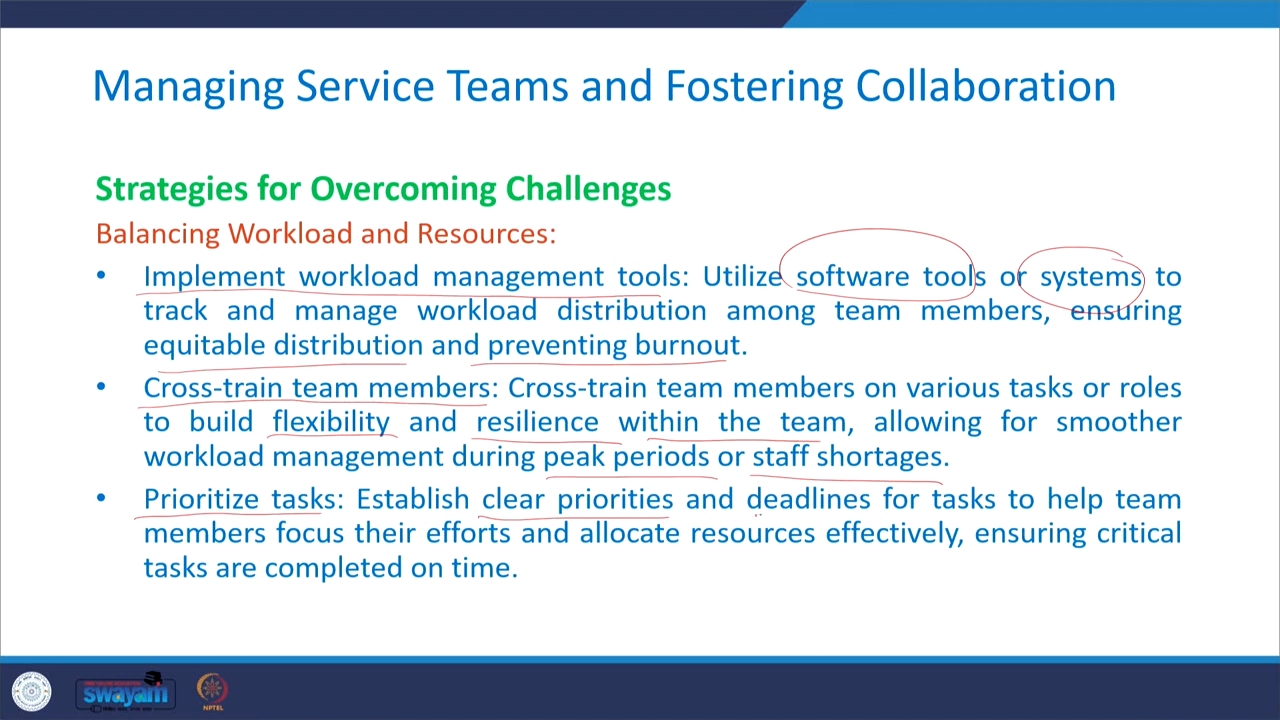 Managing Service Teams and Fostering Collaboration
Strategies for Overcoming Challenges
Balancing Workload and Resources:
• Implement workload management tools: Utilize software tools or systems to
track and manage workload distribution among team members, ensuring
equitable distribution and preventing burnout.
• Cross-train team members: Cross-train team members on various tasks or roles
to build flexibility and resilience within the team, allowing for smoother
workload management during peak periods or staff shortages.
• Prioritize tasks: Establish clear priorities and deadlines for tasks to help team
members focus their efforts and allocate resources effectively, ensuring critical
tasks are completed on time.
swayam
NPTEL